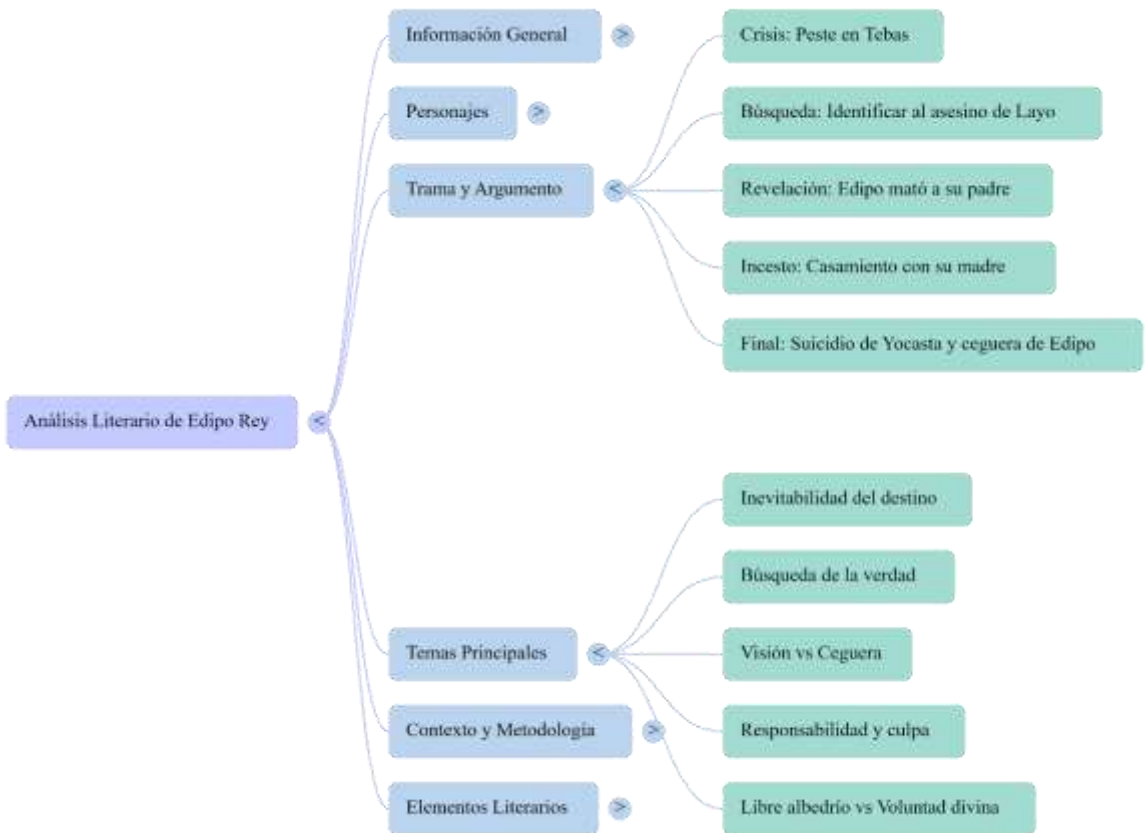 Análisis Literario de Edipo Rey <
Información General >
Personajes >
Trama y Argumento <
Crisis: Peste en Tebas
Búsqueda: Identificar al asesino de Layo
Revelación: Edipo mató a su padre
Incesto: Casamiento con su madre
Final: Suicidio de Yocasta y ceguera de Edipo
Temas Principales <
Inevitabilidad del destino
Búsqueda de la verdad
Visión vs Ceguera
Responsabilidad y culpa
Libre albedrío vs Voluntad divina
Contexto y Metodología >
Elementos Literarios >